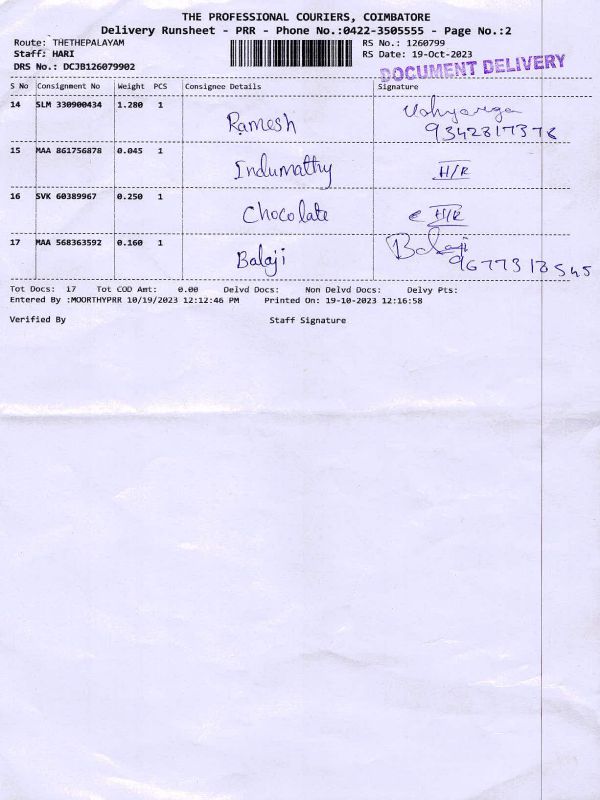 THE PROFESSIONAL COURIERS, COIMBATORE
Delivery Runsheet - PRR - Phone No.:0422-3505555 - Page No.:2
Route: THETHEPALAYAM RS No.: 1260799
Staff: HARI RS Date: 19-Oct-2023
DRS No.: DCJB126079902
DOCUMENT DELIVERY
S No Consignment No Weight PCS Consignee Details Signature
14 SLM 330900434 1.280 1
Ramesh 9342817378
15 MAA 861756878 0.045 1
Indumathy H/R
16 SVK 60389967 0.250 1
Chocolate H/R
17 MAA 568363592 0.160 1 Balaji
Balaji 9677318545
Tot Docs: 17 Tot COD Amt: 0.00 Delvd Docs: Non Delvd Docs: Delvy Pts:
Entered By :MOORTHYPRR 10/19/2023 12:12:46 PM Printed On: 19-10-2023 12:16:58
Verified By Staff Signature